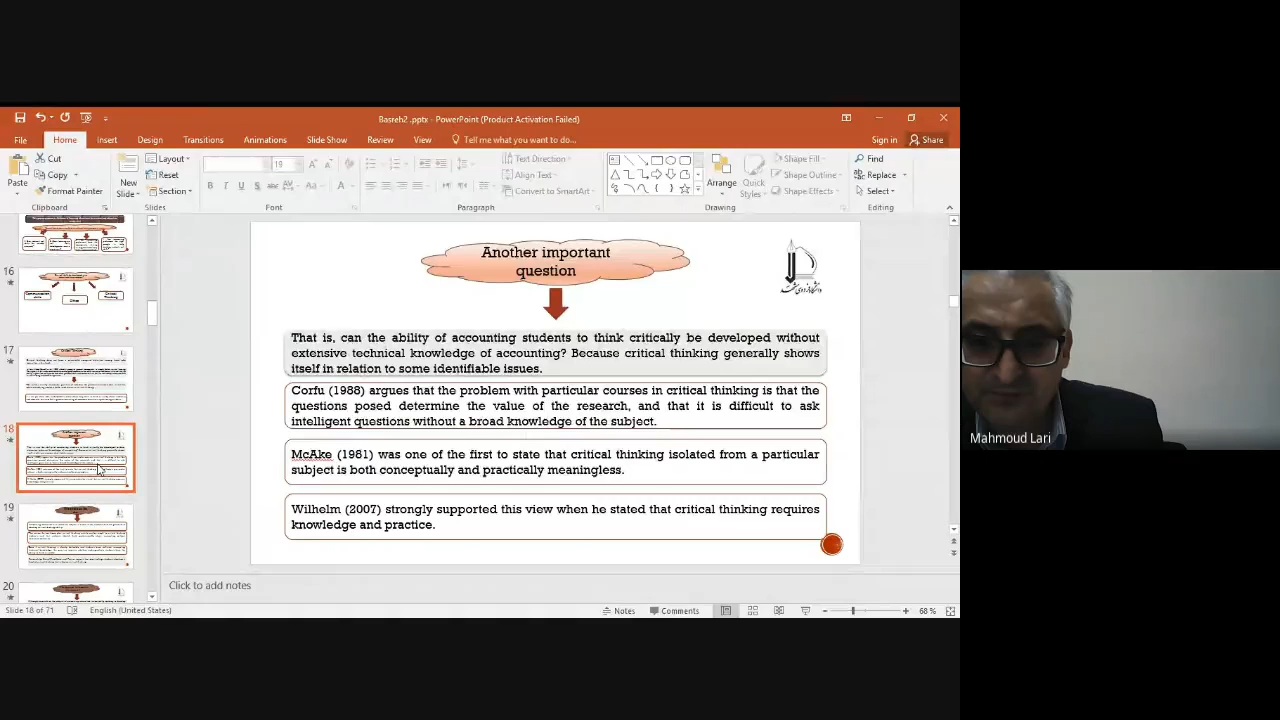 Basreh2 .pptx - PowerPoint (Product Activation Failed)
File Home Insert Design Transitions Animations Slide Show Review View Tell me what you want to do... Sign in Share
Paste
Cut
Copy
Format Painter
Clipboard
New Slide
Layout
Reset
Section
Slides
19
Font
Text Direction
Align Text
Convert to SmartArt
Paragraph
Arrange
Quick Styles
Shape Fill
Shape Outline
Shape Effects
Drawing
Find
Replace
Select
Editing
16
17
18
19
20
Another important
question
That is, can the ability of accounting students to think critically be developed without
extensive technical knowledge of accounting? Because critical thinking generally shows
itself in relation to some identifiable issues.
Corfu (1988) argues that the problem with particular courses in critical thinking is that the
questions posed determine the value of the research, and that it is difficult to ask
intelligent questions without a broad knowledge of the subject.
McAke (1981) was one of the first to state that critical thinking isolated from a particular
subject is both conceptually and practically meaningless.
Wilhelm (2007) strongly supported this view when he stated that critical thinking requires
knowledge and practice.
Click to add notes
Slide 18 of 71 English (United States) Notes Comments 68 %
Mahmoud Lari